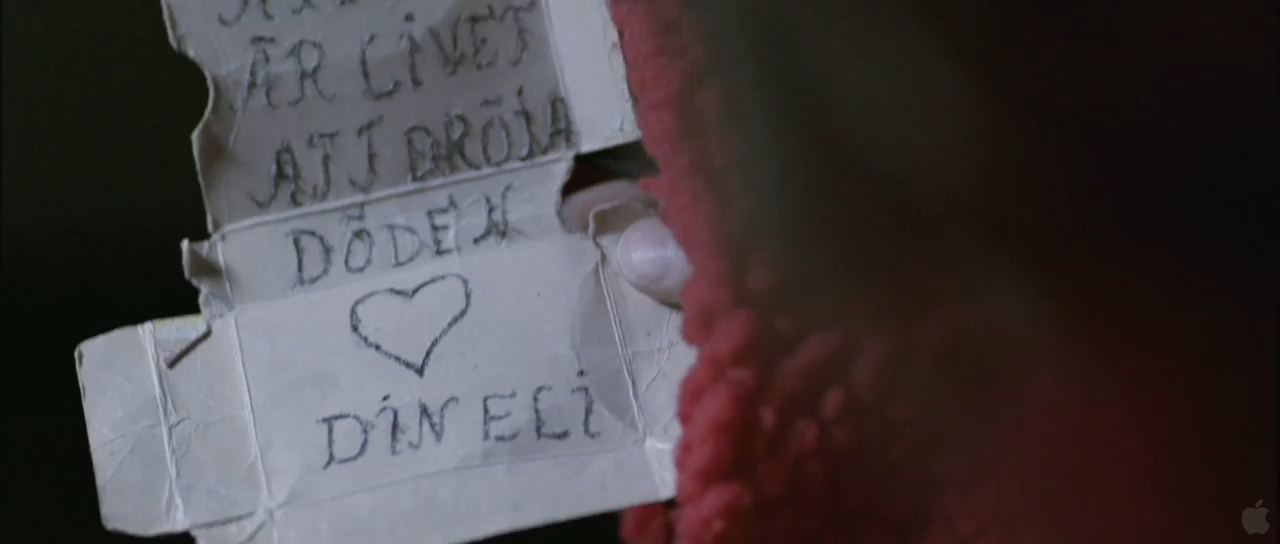 ÄR LIVET
ATT DRÖJA
DÖDEN
DIN ELI